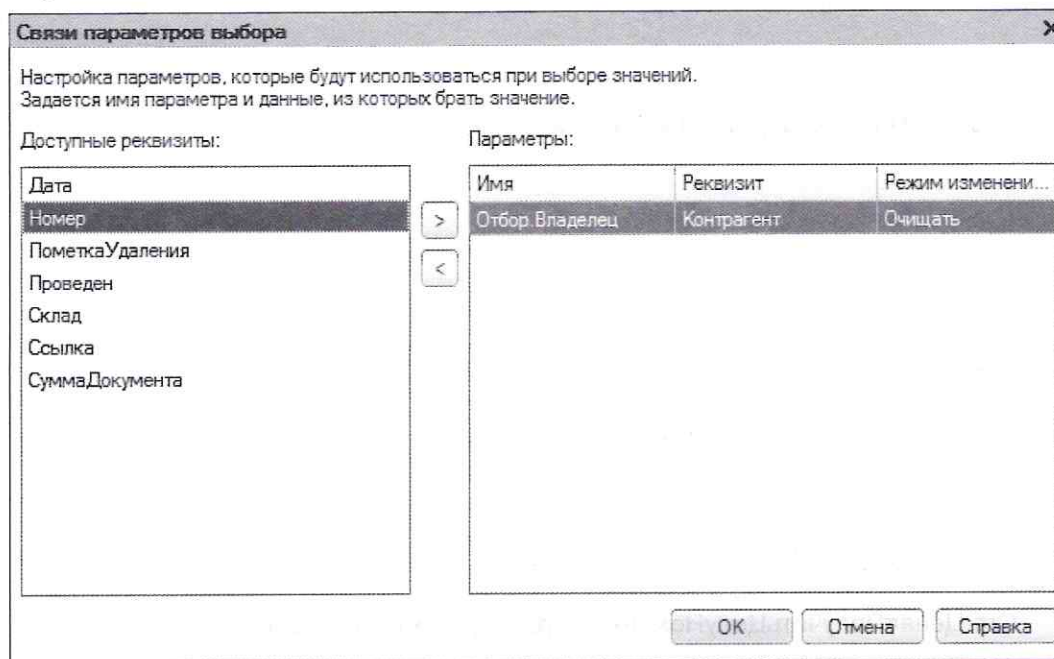 Связи параметров выбора
Настройка параметров, которые будут использоваться при выборе значений.
Задается имя параметра и данные, из которых брать значение.
Доступные реквизиты:
Параметры:
Дата
Номер
ПометкаУдаления
Проведен
Склад
Ссылка
СуммаДокумента
>
<
Имя Реквизит Режим изменени...
Отбор.Владелец Контрагент Очищать
ОК Отмена Справка